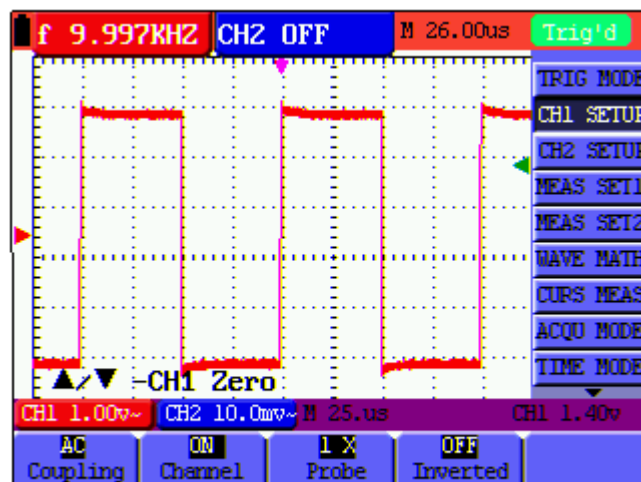 f 9.997KHZ CH2 OFF M 26.00us Trig'd
TRIG MODE
CH1 SETUP
CH2 SETUP
MEAS SET1
MEAS SET2
WAVE MATH
CURS MEAS
ACQU MODE
TIME MODE
▲/▼ -CH1 Zero
CH1 1.00v~ CH2 10.0mv~ M 25.us CH1 1.40v
AC ON 1 X OFF
Coupling Channel Probe Inverted